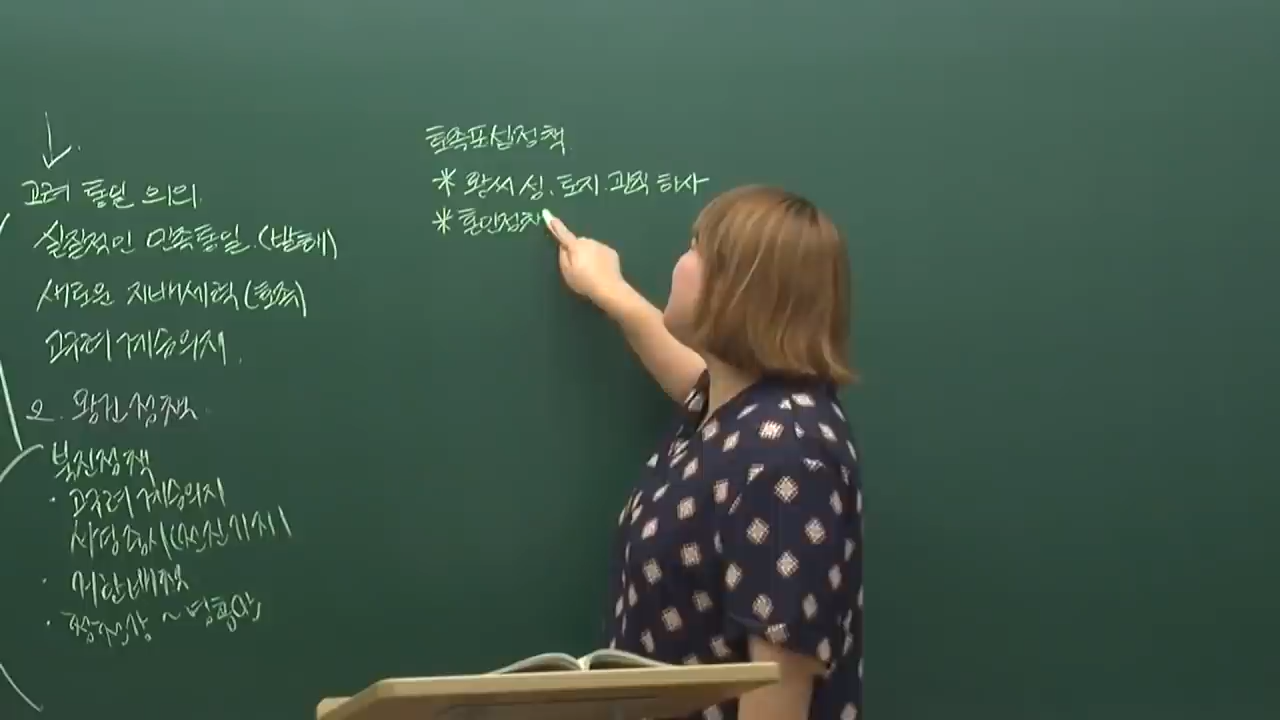 고려 통일 의의
실질적인 민족통일.(발해)
새로운 지배세력(호족)
고구려 계승의지.
2. 왕건정책.
북진정책
· 고구려 계승의지
서경중시(전진기지)
· 거란배척
· 청천강 ~ 영흥만
호족포섭정책.
* 왕씨 성. 토지. 관직 하사
* 혼인정책